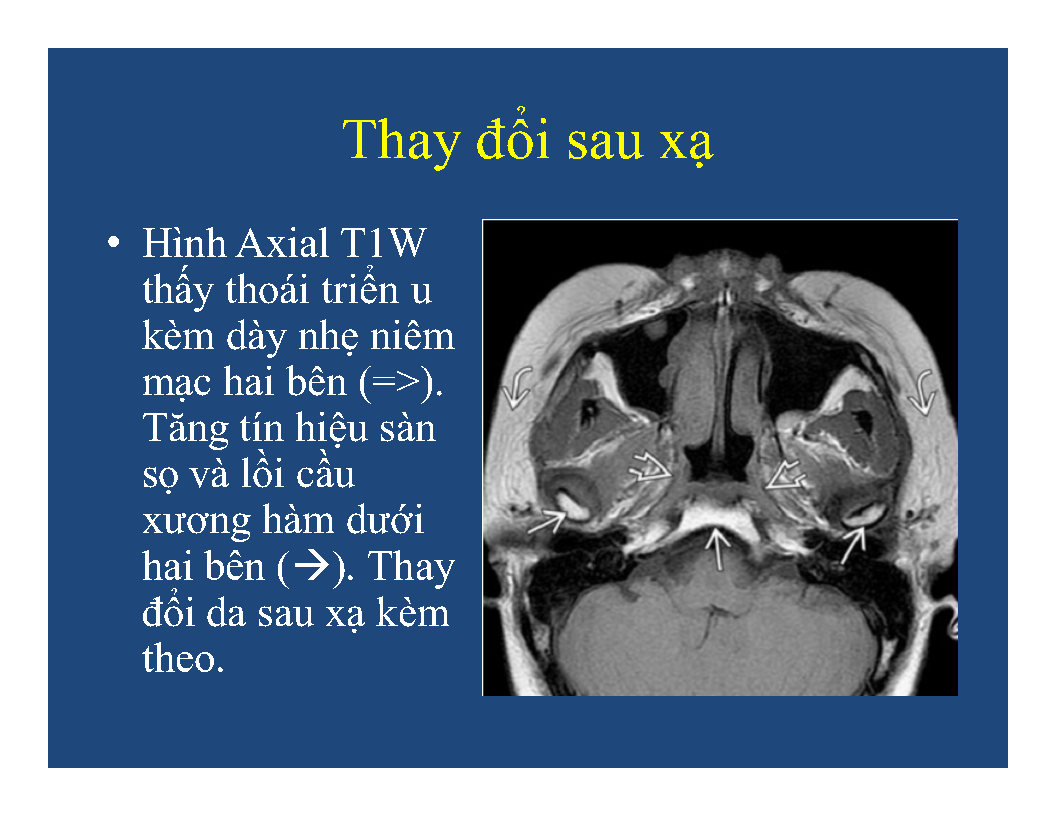 Thay đổi sau xạ
• Hình Axial T1W
thấy thoái triển u
kèm dày nhẹ niêm
mạc hai bên (=>).
Tăng tín hiệu sàn
sọ và lồi cầu
xương hàm dưới
hai bên (→). Thay
đổi da sau xạ kèm
theo.